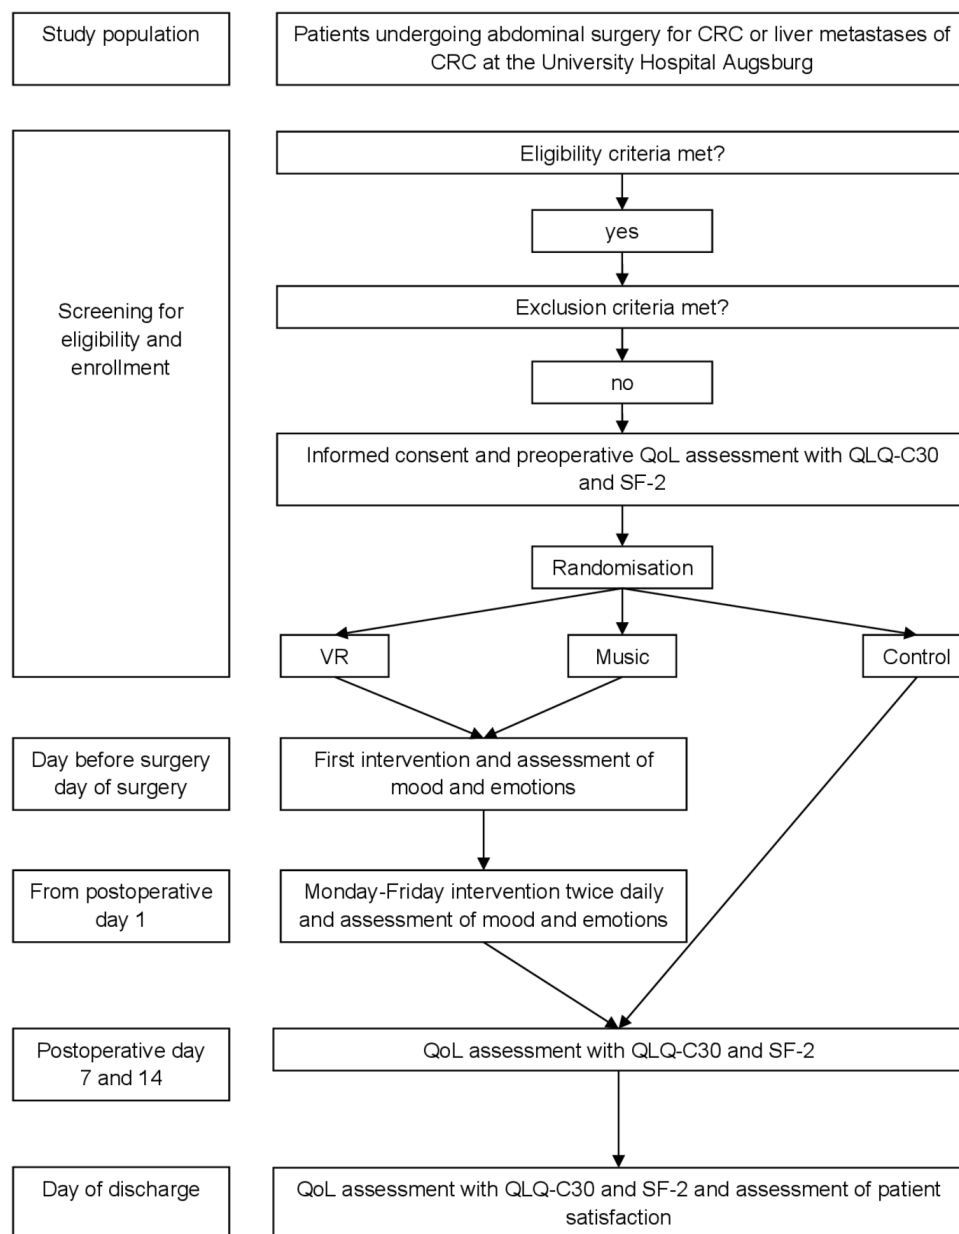 Study population
Patients undergoing abdominal surgery for CRC or liver metastases of
CRC at the University Hospital Augsburg
Screening for
eligibility and
enrollment
Eligibility criteria met?
yes
Exclusion criteria met?
no
Informed consent and preoperative QoL assessment with QLQ-C30
and SF-2
Randomisation
VR
Music
Control
Day before surgery
day of surgery
First intervention and assessment of
mood and emotions
From postoperative
day 1
Monday-Friday intervention twice daily
and assessment of mood and emotions
Postoperative day
7 and 14
QoL assessment with QLQ-C30 and SF-2
Day of discharge
QoL assessment with QLQ-C30 and SF-2 and assessment of patient
satisfaction